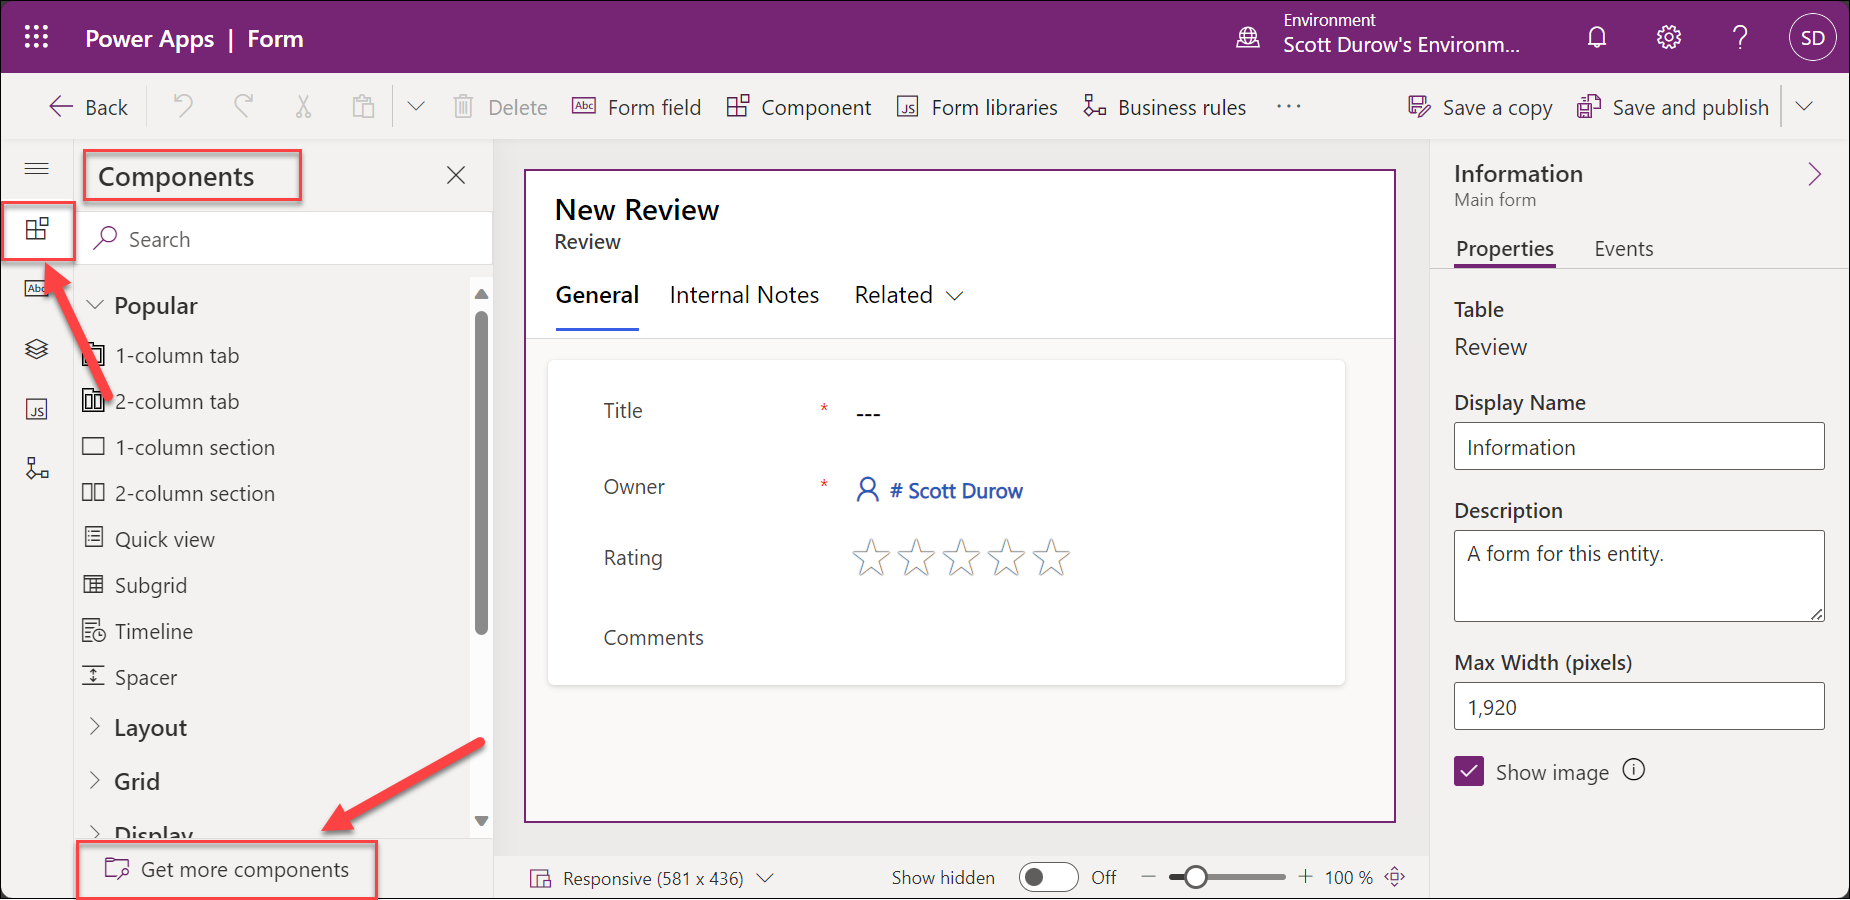 Power Apps | Form
Environment
Scott Durow's Environm...
SD
Back
Delete
Abc Form field
Component
JS Form libraries
Business rules
...
Save a copy
Save and publish
Components
Search
Abc
JS
Popular
1-column tab
2-column tab
1-column section
2-column section
Quick view
Subgrid
Timeline
Spacer
Layout
Grid
Display
Get more components
New Review
Review
General
Internal Notes
Related
Title * ---
Owner * # Scott Durow
Rating
Comments
Responsive (581 x 436)
Show hidden
Off
100 %
Information
Main form
Properties
Events
Table
Review
Display Name
Information
Description
A form for this entity.
Max Width (pixels)
1,920
Show image